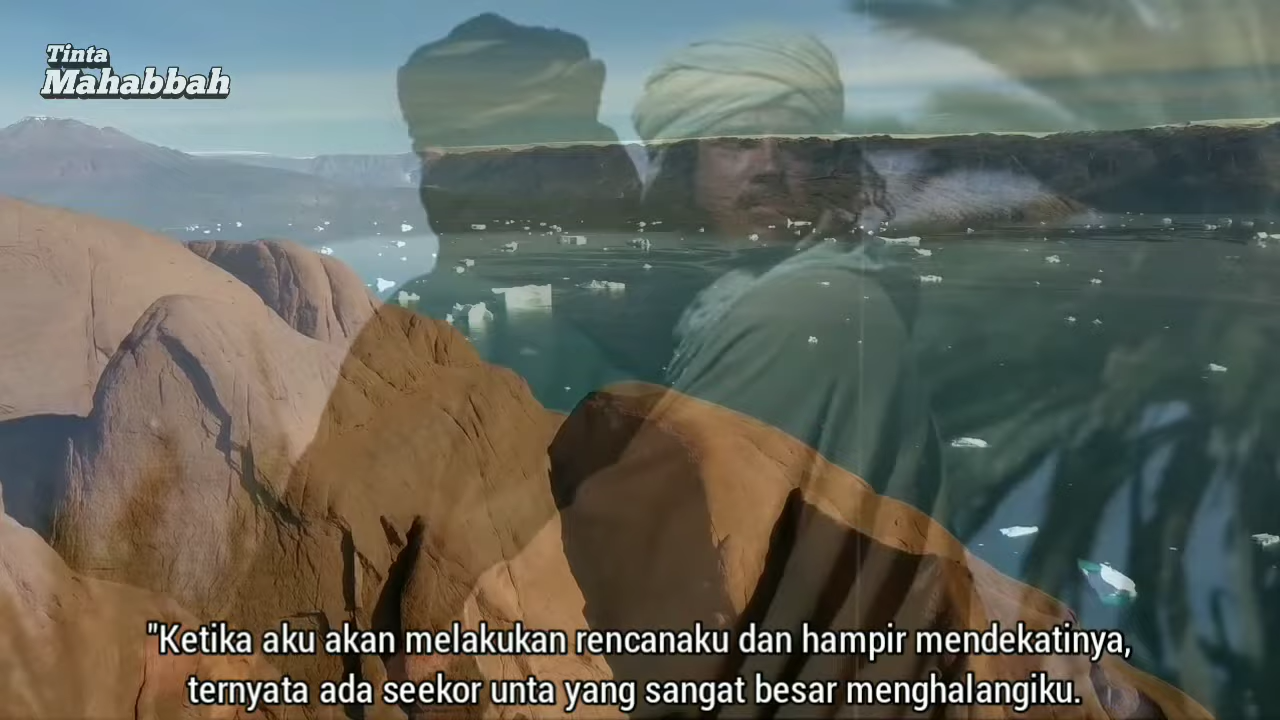 Tinta
Mahabbah
"Ketika aku akan melakukan rencanaku dan hampir mendekatinya,
ternyata ada seekor unta yang sangat besar menghalangiku.